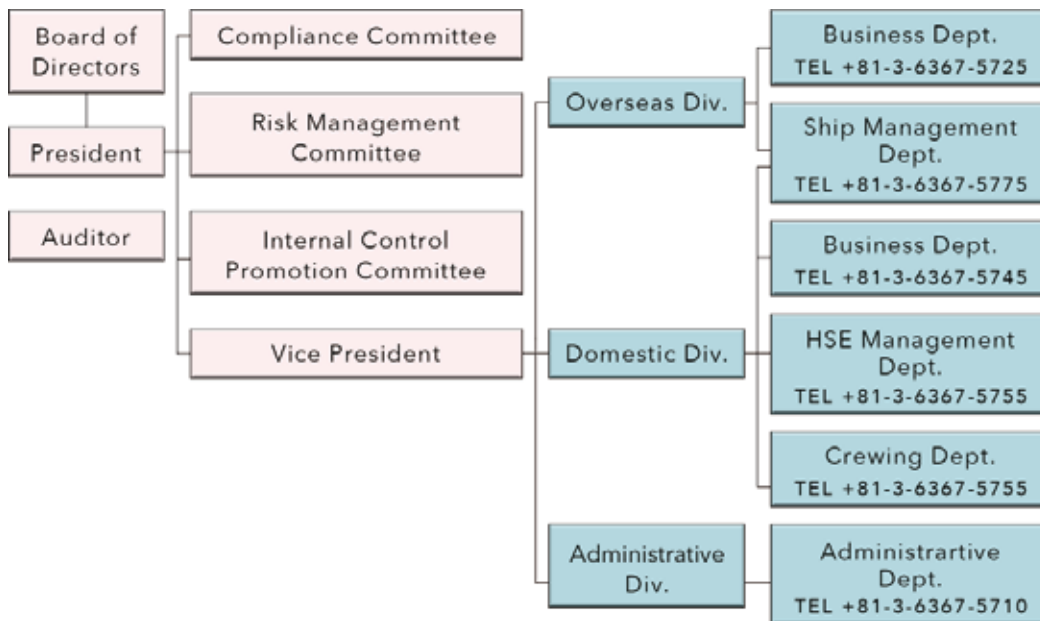 Board of
Directors
President
Auditor
Compliance Committee
Risk Management
Committee
Internal Control
Promotion Committee
Vice President
Overseas Div.
Domestic Div.
Administrative
Div.
Business Dept.
TEL +81-3-6367-5725
Ship Management
Dept.
TEL +81-3-6367-5775
Business Dept.
TEL +81-3-6367-5745
HSE Management
Dept.
TEL +81-3-6367-5755
Crewing Dept.
TEL +81-3-6367-5755
Administrartive
Dept.
TEL +81-3-6367-5710